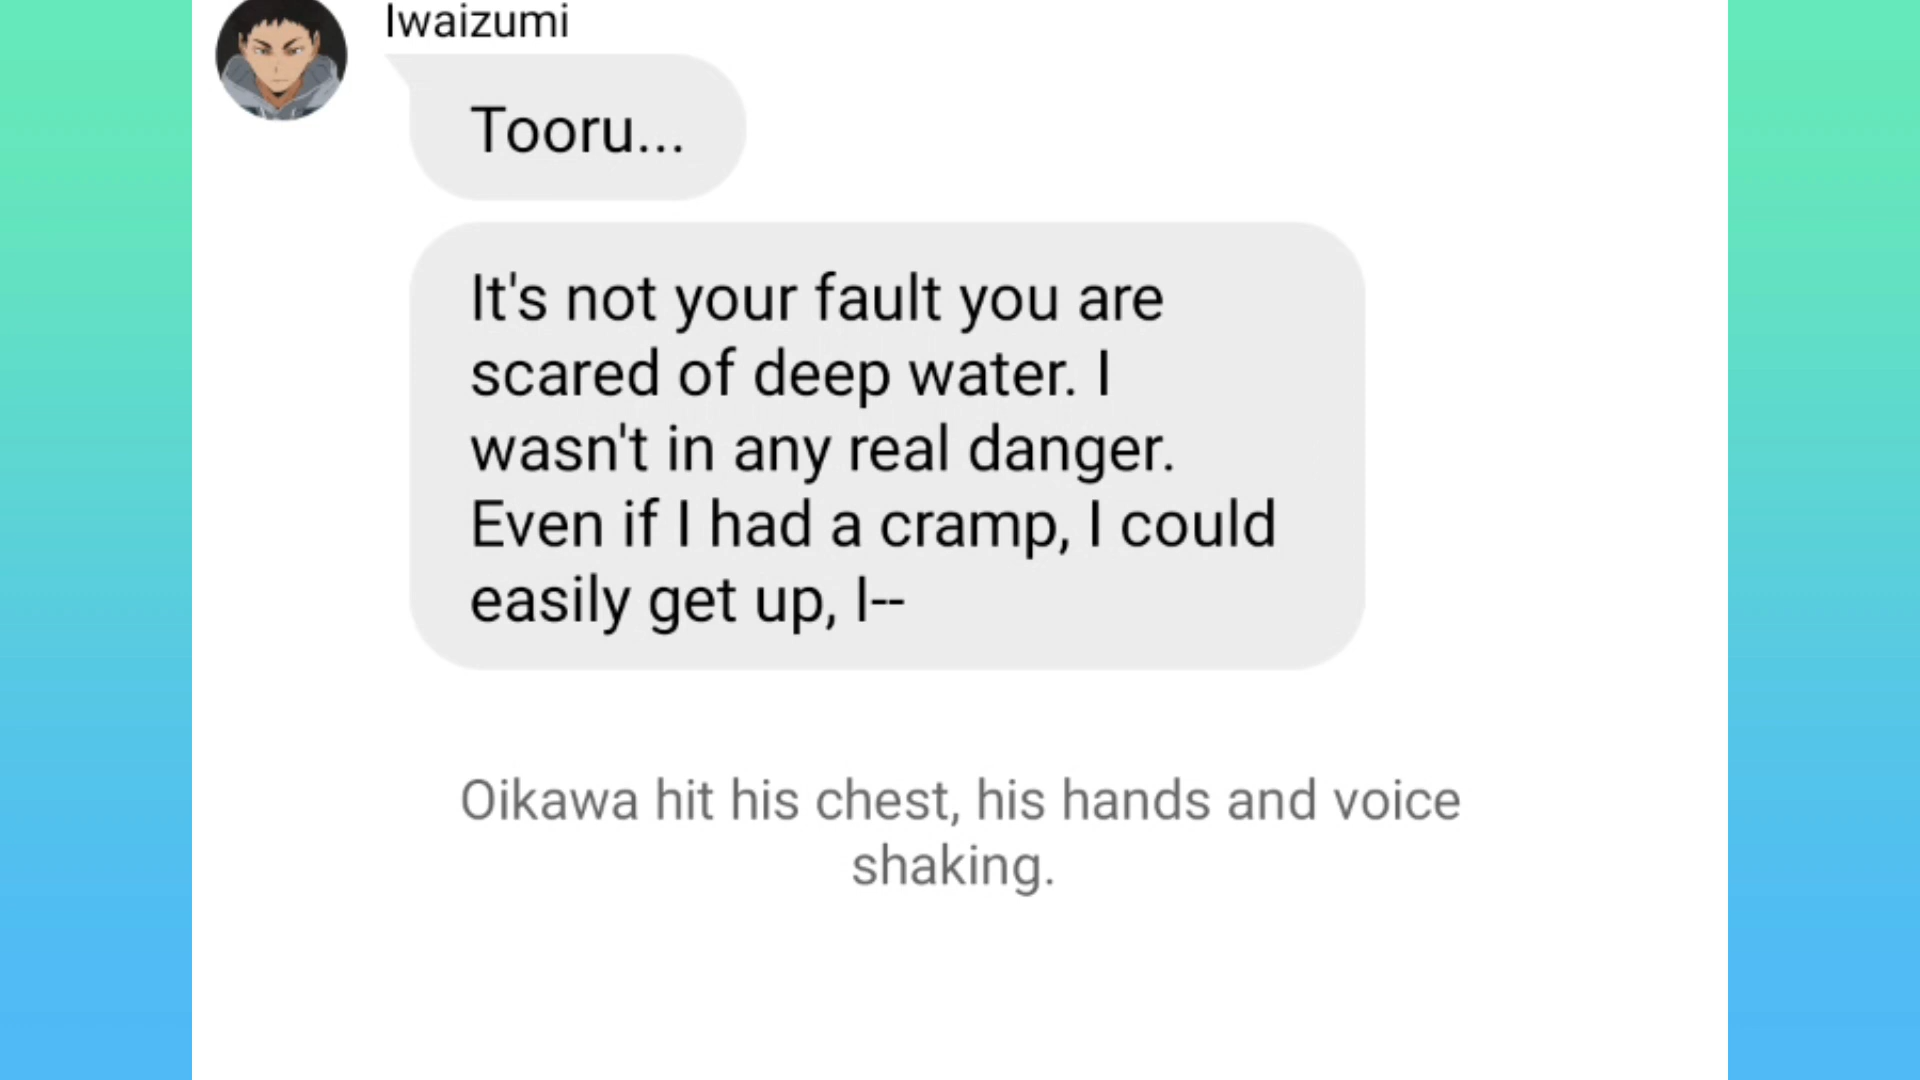 Iwaizumi
Tooru...
It's not your fault you are
scared of deep water. I
wasn't in any real danger.
Even if I had a cramp, I could
easily get up, I--
Oikawa hit his chest, his hands and voice
shaking.